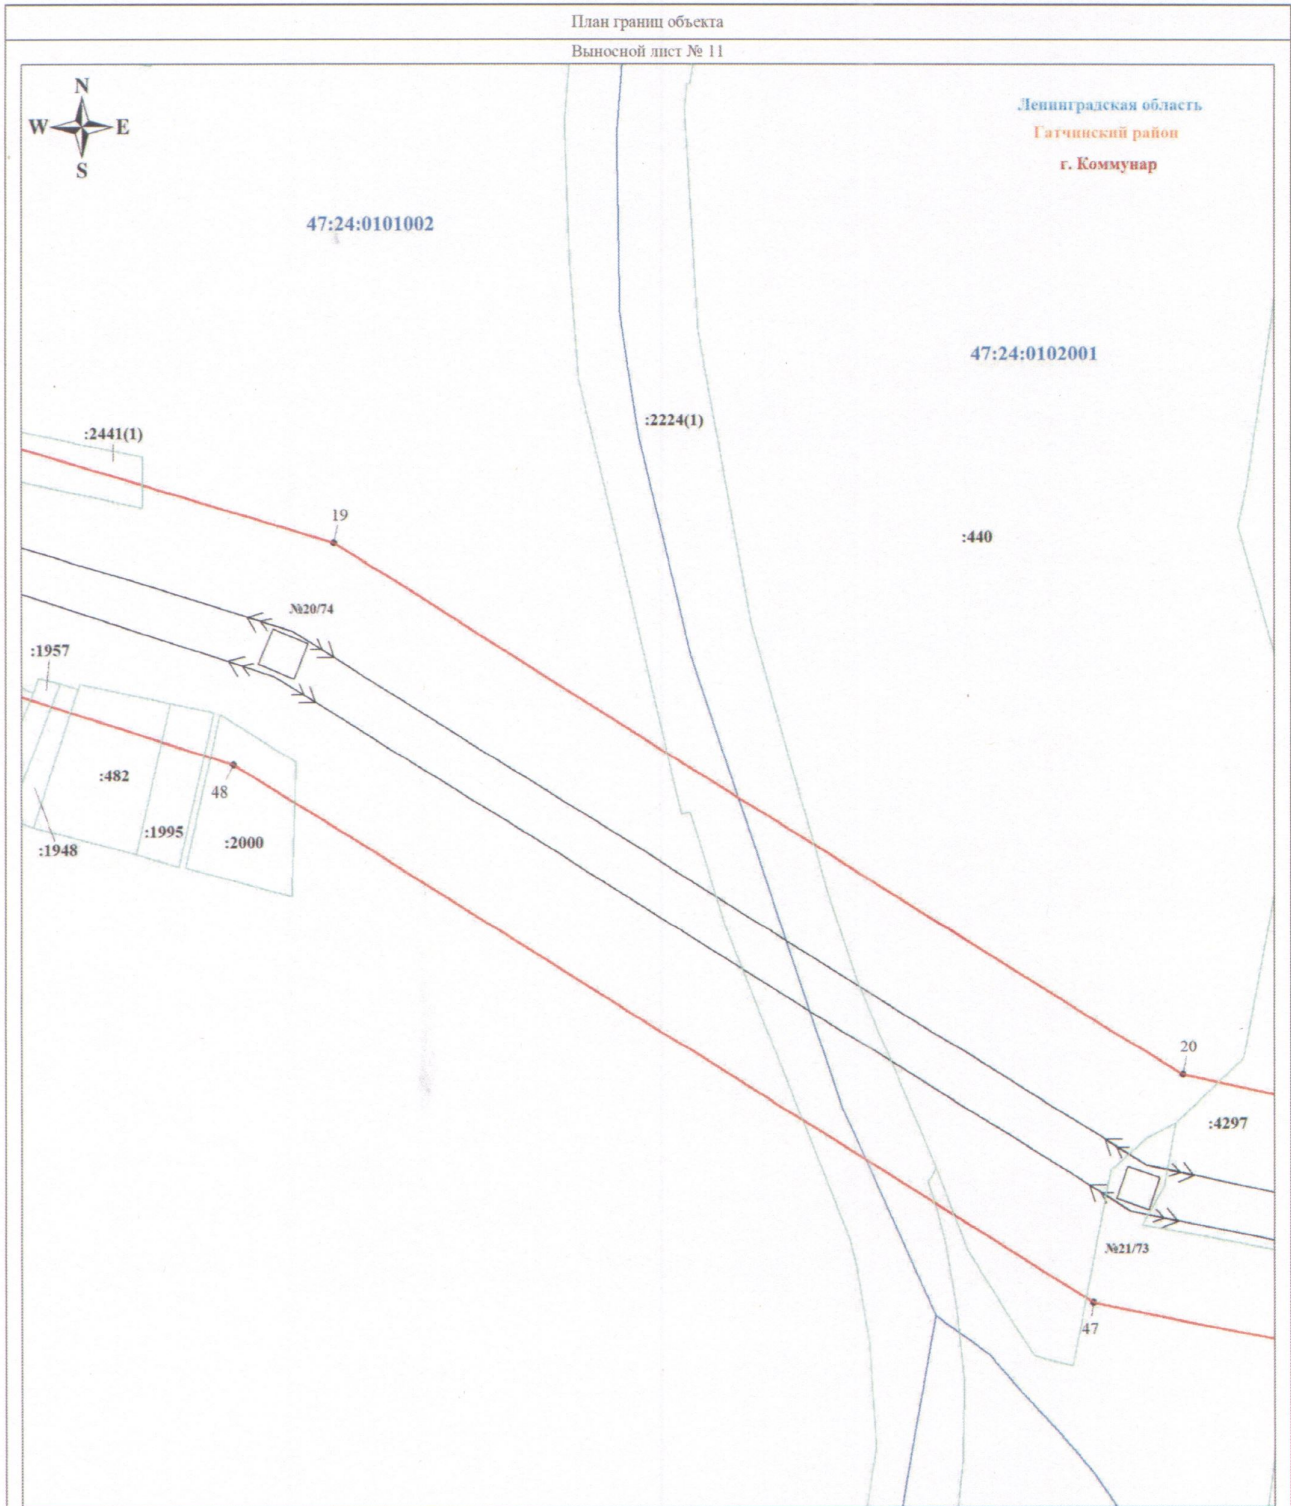 План границ объекта
Выносной лист № 11
N
W E
S
Ленинградская область
Гатчинский район
г. Коммунар
47:24:0101002
47:24:0102001
:2224(1)
:2441(1)
19
:440
№20/74
:1957
:482
48
:1995
:2000
:1948
20
:4297
№21/73
47